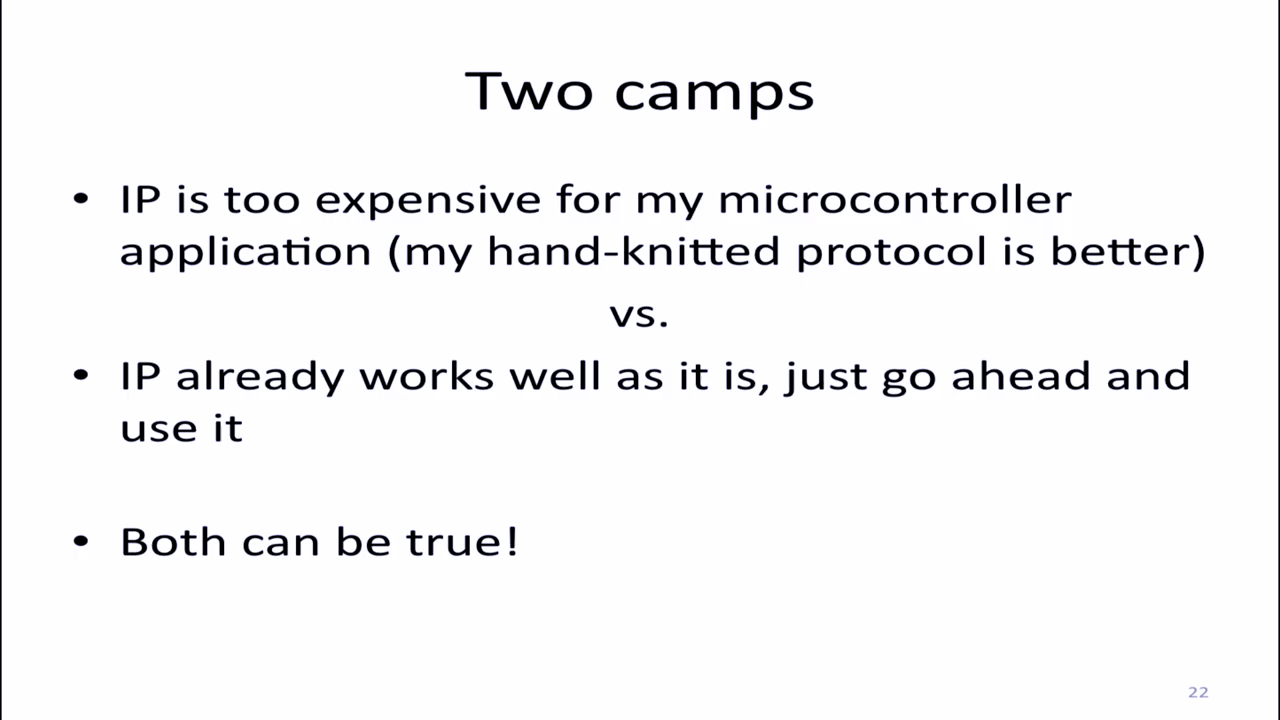 Two camps
• IP is too expensive for my microcontroller
application (my hand-knitted protocol is better)
vs.
• IP already works well as it is, just go ahead and
use it
• Both can be true!
22